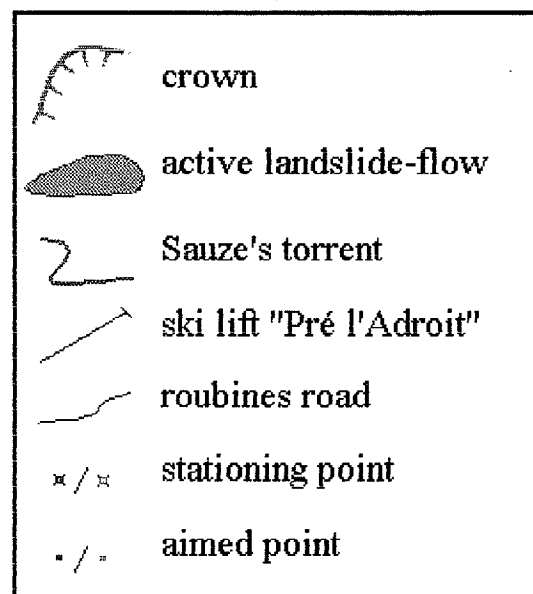 crown
active landslide-flow
Sauze's torrent
ski lift "Pré l'Adroit"
roubines road
stationing point
aimed point